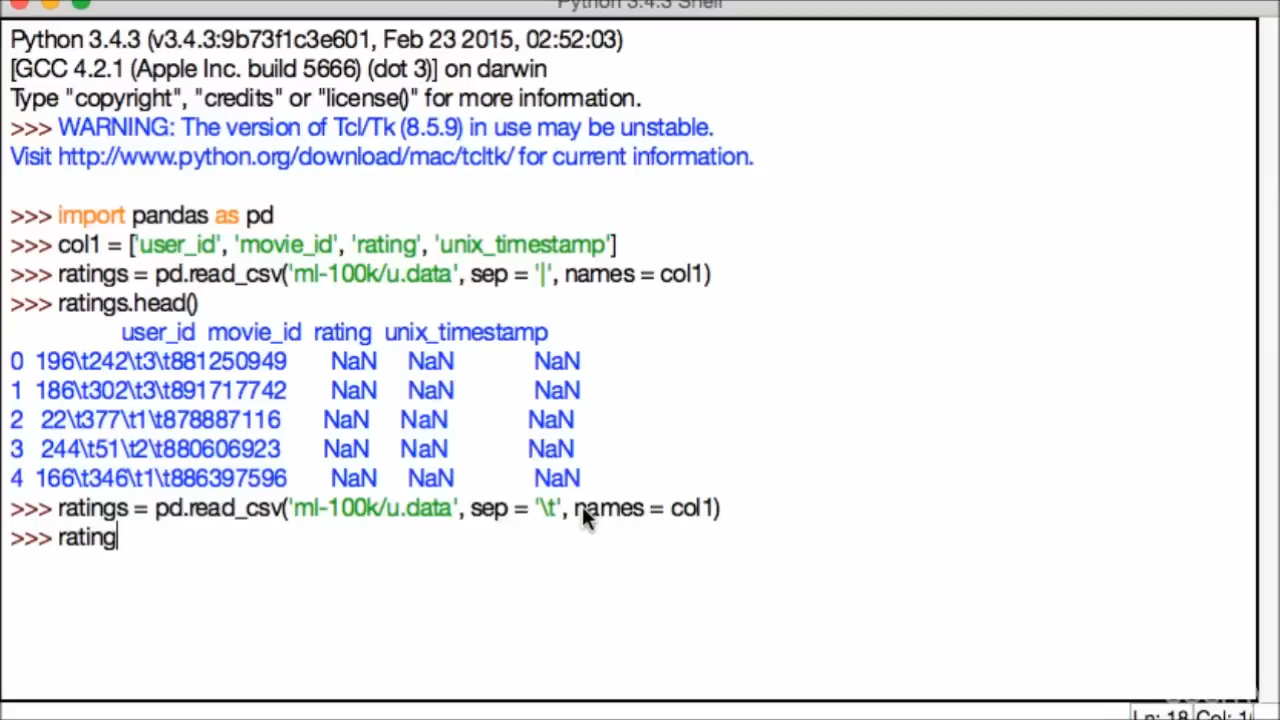 Python 3.4.3 Shell
Python 3.4.3 (v3.4.3:9b73f1c3e601, Feb 23 2015, 02:52:03)
[GCC 4.2.1 (Apple Inc. build 5666) (dot 3)] on darwin
Type "copyright", "credits" or "license()" for more information.
>>> WARNING: The version of Tcl/Tk (8.5.9) in use may be unstable.
Visit http://www.python.org/download/mac/tcltk/ for current information.
>>> import pandas as pd
>>> col1 = ['user_id', 'movie_id', 'rating', 'unix_timestamp']
>>> ratings = pd.read_csv('ml-100k/u.data', sep = '|', names = col1)
>>> ratings.head()
user_id movie_id rating unix_timestamp
0 196\t242\t3\t881250949 NaN NaN NaN
1 186\t302\t3\t891717742 NaN NaN NaN
2 22\t377\t1\t878887116 NaN NaN NaN
3 244\t51\t2\t880606923 NaN NaN NaN
4 166\t346\t1\t886397596 NaN NaN NaN
>>> ratings = pd.read_csv('ml-100k/u.data', sep = '\t', names = col1)
>>> rating
Ln: 18 Col: